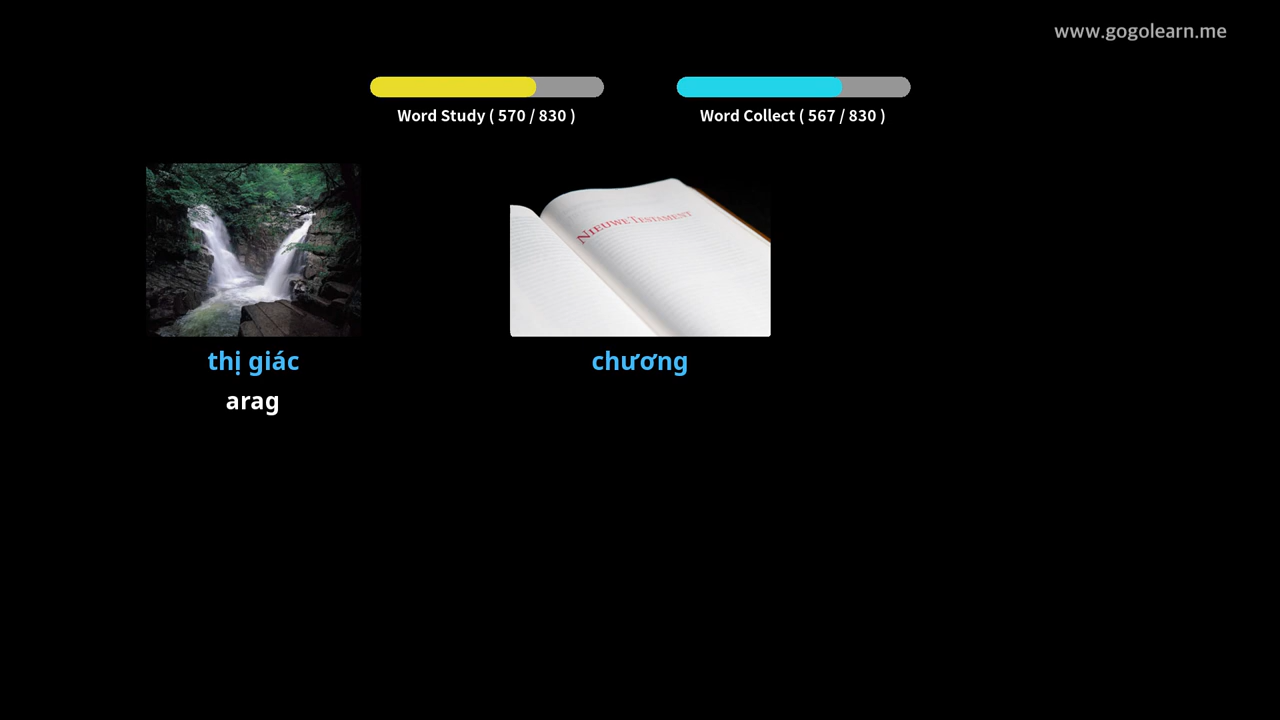 www.gogolearn.me
Word Study ( 570 / 830 )
Word Collect ( 567 / 830 )
NIEUWE TESTAMENT
thị giác
chương
arag